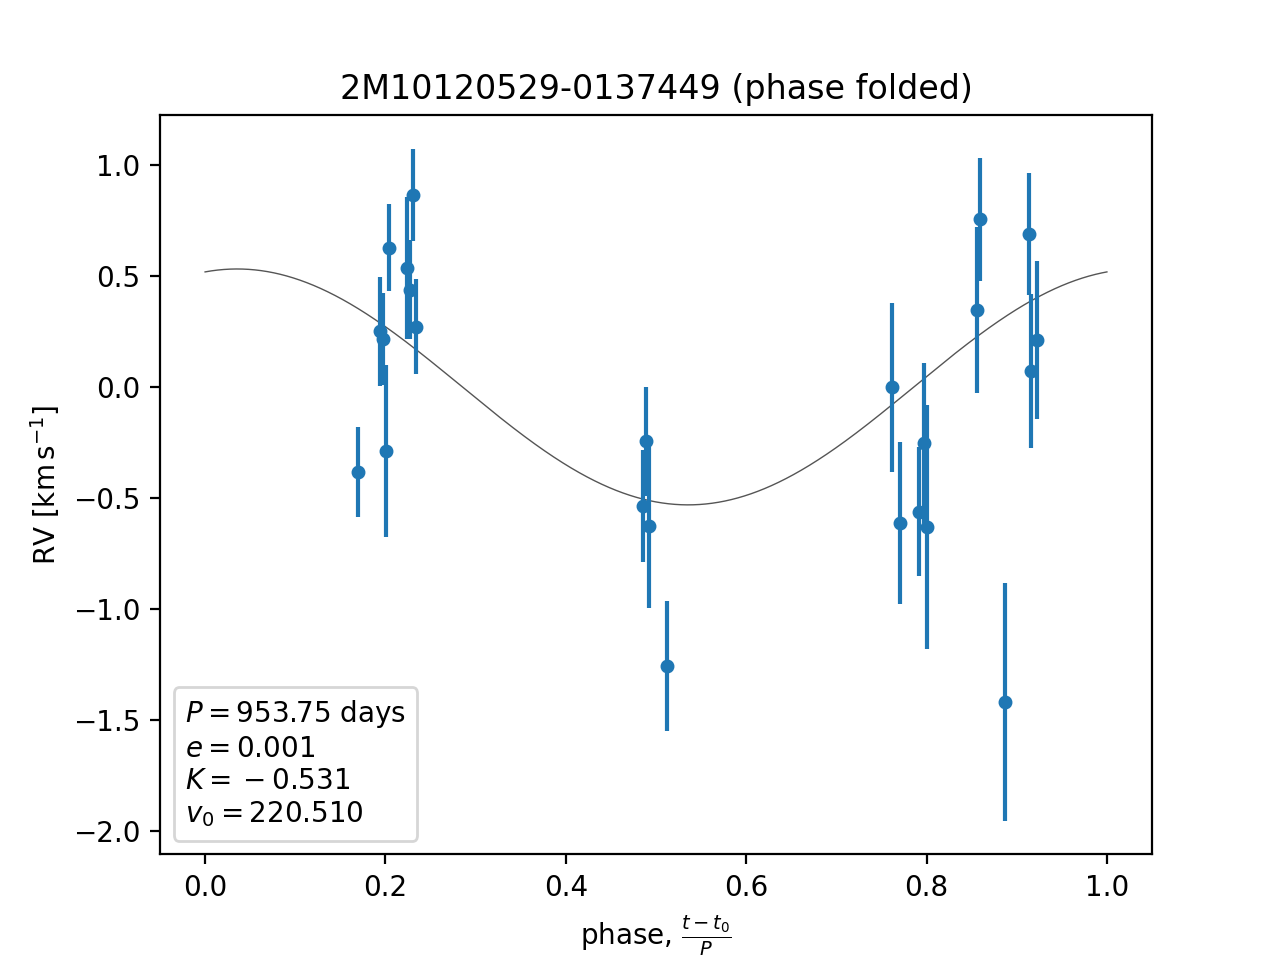 2M10120529-0137449 (phase folded)
RV [km s⁻¹]
1.0
0.5
0.0
−0.5
−1.0
−1.5
−2.0
P = 953.75 days
e = 0.001
K = −0.531
v₀ = 220.510
0.0 0.2 0.4 0.6 0.8 1.0
phase, (t − t₀)/P